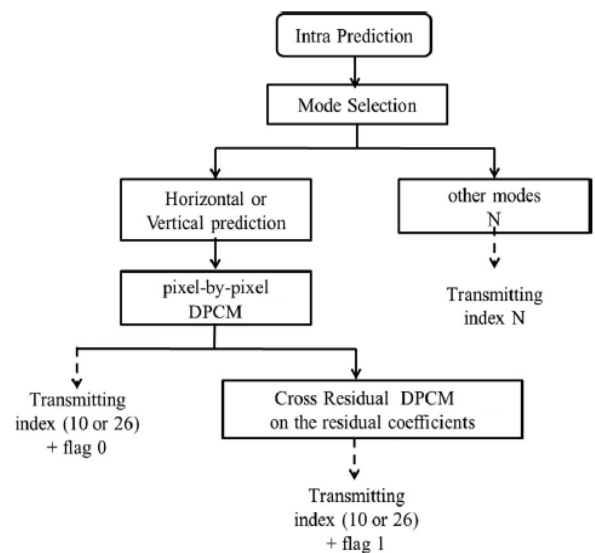 Intra Prediction
Mode Selection
Horizontal or
Vertical prediction
other modes
N
pixel-by-pixel
DPCM
Transmitting
index N
Transmitting
index (10 or 26)
+ flag 0
Cross Residual DPCM
on the residual coefficients
Transmitting
index (10 or 26)
+ flag 1